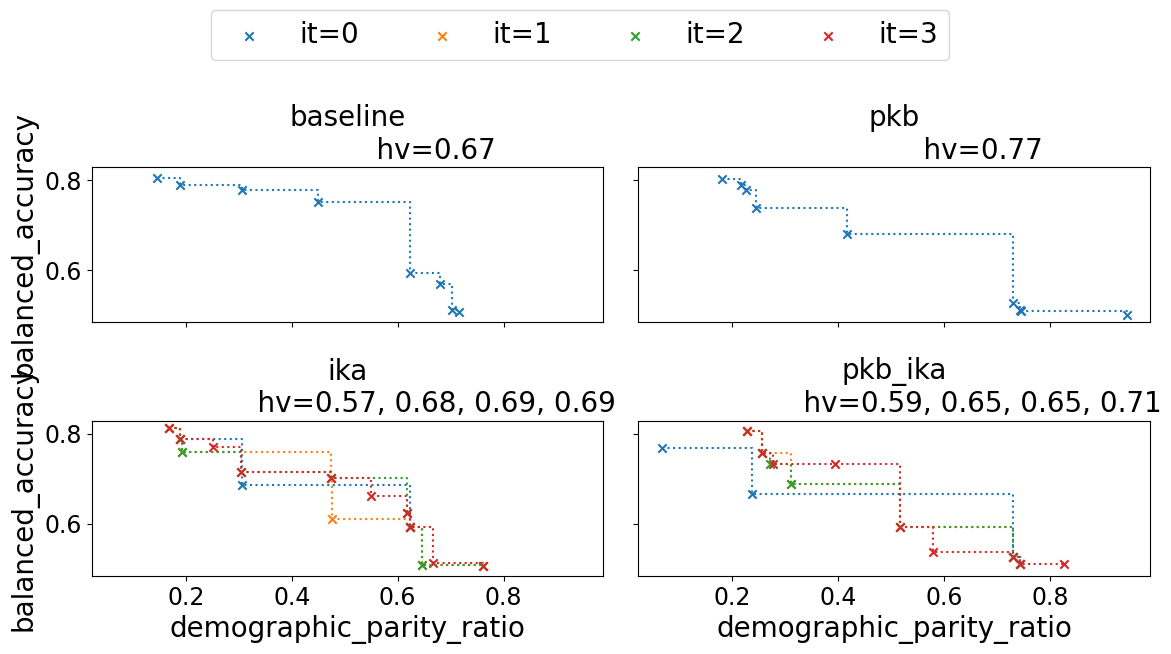 it=0 it=1 it=2 it=3
baseline
hv=0.67
pkb
hv=0.77
balanced_accuracy
0.8
0.6
ika
hv=0.57, 0.68, 0.69, 0.69
pkb_ika
hv=0.59, 0.65, 0.65, 0.71
balanced_accuracy
0.8
0.6
0.2 0.4 0.6 0.8
demographic_parity_ratio
0.2 0.4 0.6 0.8
demographic_parity_ratio